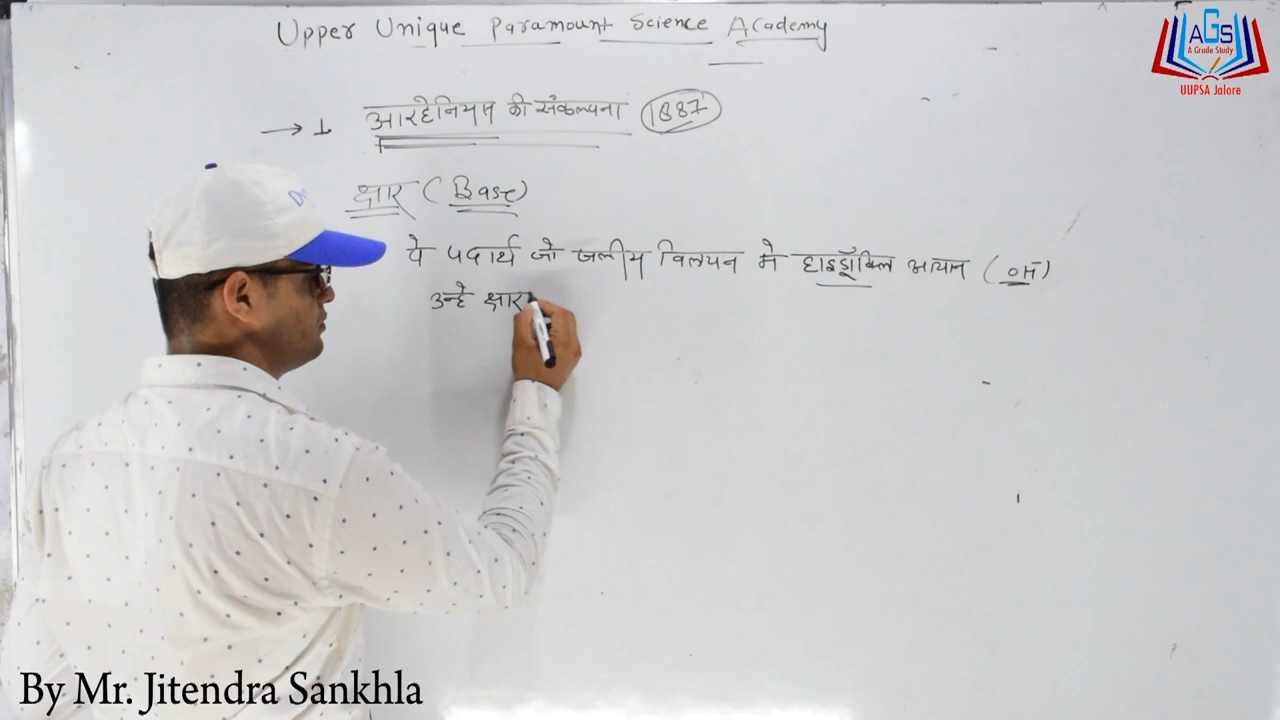 Upper Unique Paramount Science Academy
AGS
A Grade Study
UUPSA Jalore
→ 1. आरहेनियस की संकल्पना 1887
क्षार (Base)
वे पदार्थ जो जलीय विलयन मे हाइड्रॉक्सिल आयन (OH⁻)
उन्हे क्षार
By Mr. Jitendra Sankhla